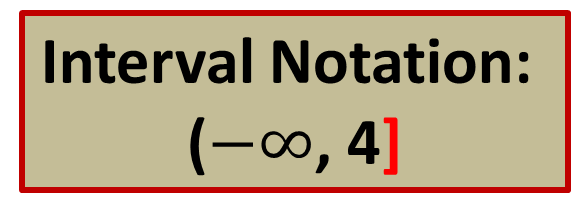 Interval Notation:
(−∞, 4]